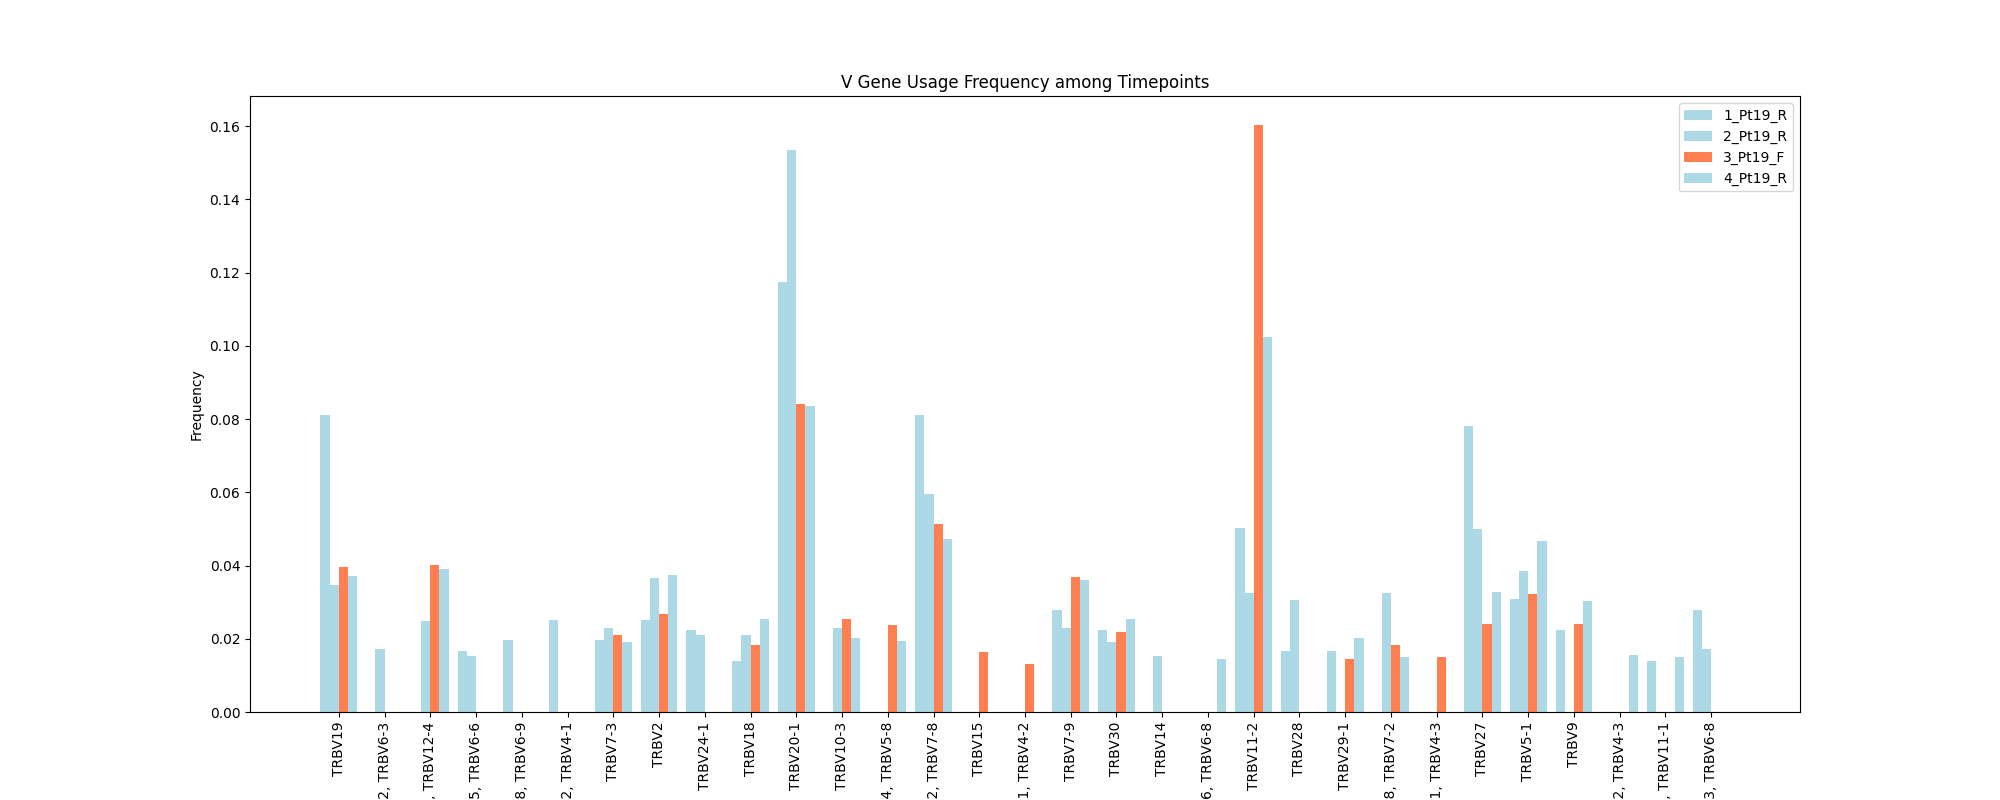 V Gene Usage Frequency among Timepoints
1_Pt19_R
2_Pt19_R
3_Pt19_F
4_Pt19_R
Frequency
0.16
0.14
0.12
0.10
0.08
0.06
0.04
0.02
0.00
TRBV19
2, TRBV6-3
, TRBV12-4
5, TRBV6-6
8, TRBV6-9
2, TRBV4-1
TRBV7-3
TRBV2
TRBV24-1
TRBV18
TRBV20-1
TRBV10-3
4, TRBV5-8
2, TRBV7-8
TRBV15
1, TRBV4-2
TRBV7-9
TRBV30
TRBV14
6, TRBV6-8
TRBV11-2
TRBV28
TRBV29-1
8, TRBV7-2
1, TRBV4-3
TRBV27
TRBV5-1
TRBV9
2, TRBV4-3
, TRBV11-1
3, TRBV6-8